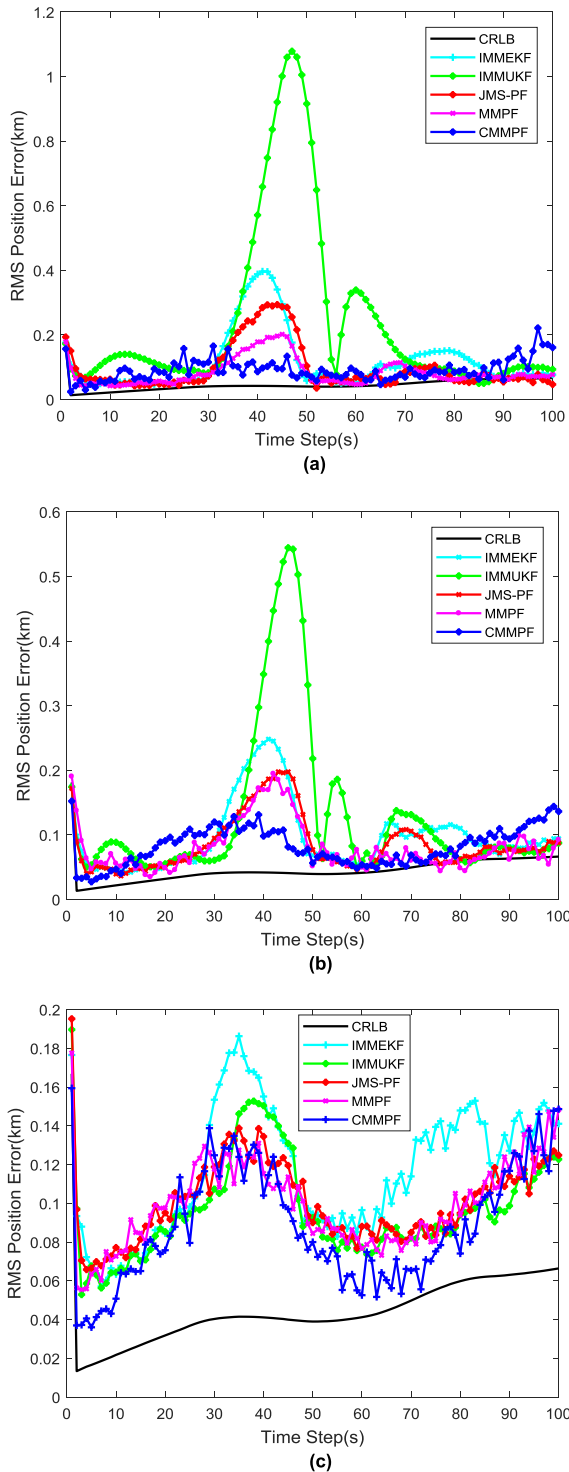 1.2
1
0.8
0.6
0.4
0.2
0
RMS Position Error(km)
CRLB
IMMEKF
IMMUKF
JMS-PF
MMPF
CMMPF
0 10 20 30 40 50 60 70 80 90 100
Time Step(s)
(a)
0.6
0.5
0.4
0.3
0.2
0.1
0
RMS Position Error(km)
CRLB
IMMEKF
IMMUKF
JMS-PF
MMPF
CMMPF
0 10 20 30 40 50 60 70 80 90 100
Time Step(s)
(b)
0.2
0.18
0.16
0.14
0.12
0.1
0.08
0.06
0.04
0.02
0
RMS Position Error(km)
CRLB
IMMEKF
IMMUKF
JMS-PF
MMPF
CMMPF
0 10 20 30 40 50 60 70 80 90 100
Time Step(s)
(c)